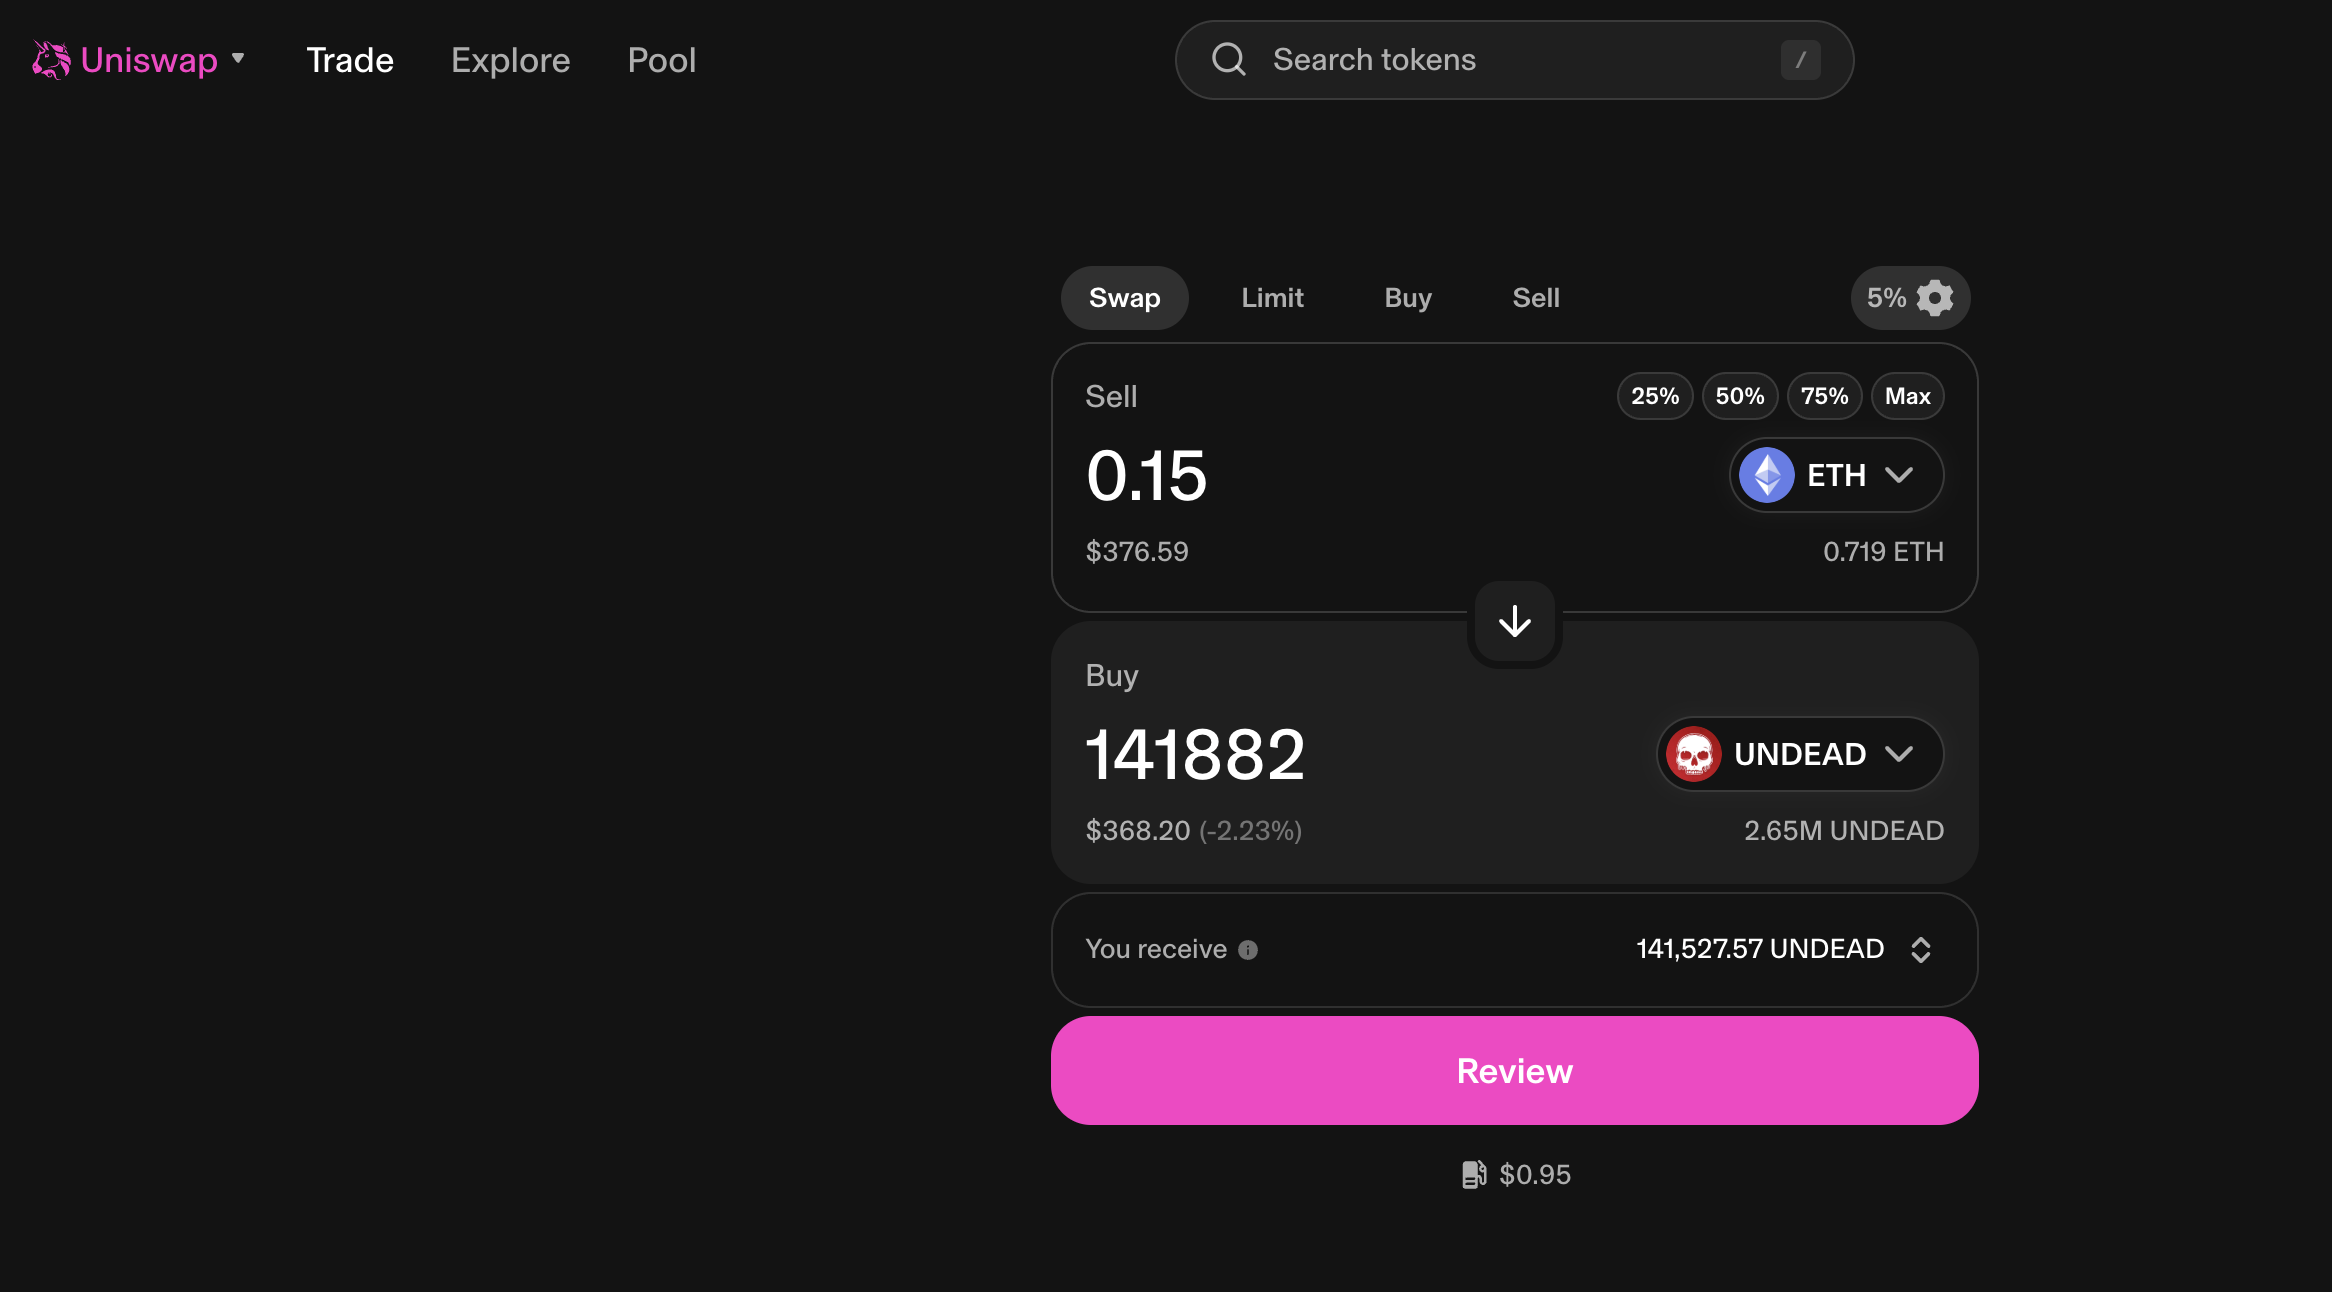 Uniswap Trade Explore Pool Search tokens /
Swap Limit Buy Sell 5%
Sell 25% 50% 75% Max
0.15 ETH
$376.59 0.719 ETH
Buy
141882 UNDEAD
$368.20 (-2.23%) 2.65M UNDEAD
You receive 141,527.57 UNDEAD
Review
$0.95